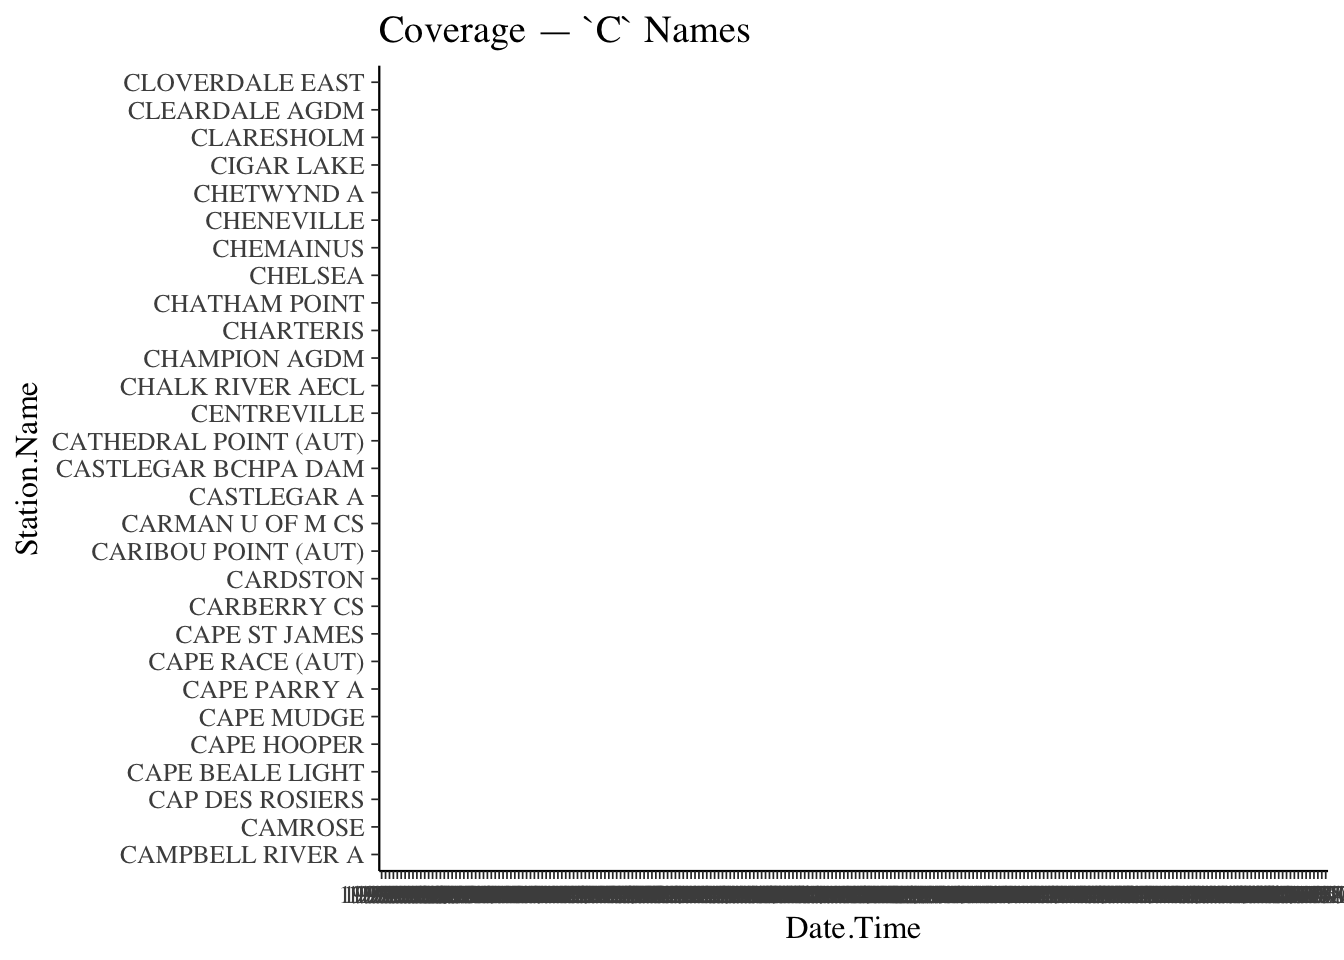 Coverage — `C` Names
CLOVERDALE EAST
CLEARDALE AGDM
CLARESHOLM
CIGAR LAKE
CHETWYND A
CHENEVILLE
CHEMAINUS
CHELSEA
CHATHAM POINT
CHARTERIS
CHAMPION AGDM
CHALK RIVER AECL
CENTREVILLE
CATHEDRAL POINT (AUT)
CASTLEGAR BCHPA DAM
CASTLEGAR A
CARMAN U OF M CS
CARIBOU POINT (AUT)
CARDSTON
CARBERRY CS
CAPE ST JAMES
CAPE RACE (AUT)
CAPE PARRY A
CAPE MUDGE
CAPE HOOPER
CAPE BEALE LIGHT
CAP DES ROSIERS
CAMROSE
CAMPBELL RIVER A
Station.Name
Date.Time